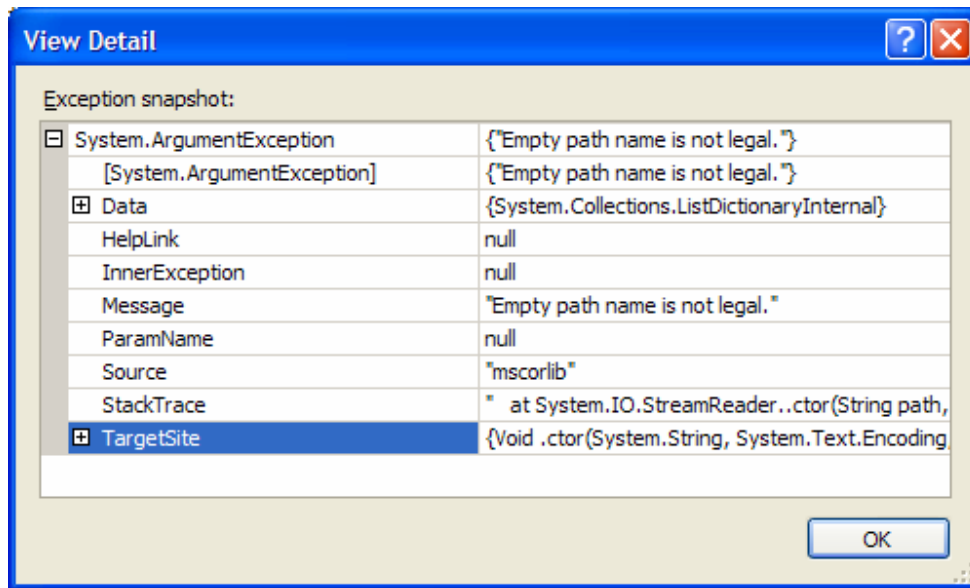 View Detail
Exception snapshot:
System.ArgumentException {"Empty path name is not legal."}
[System.ArgumentException] {"Empty path name is not legal."}
Data {System.Collections.ListDictionaryInternal}
HelpLink null
InnerException null
Message "Empty path name is not legal."
ParamName null
Source "mscorlib"
StackTrace "   at System.IO.StreamReader..ctor(String path,
TargetSite {Void .ctor(System.String, System.Text.Encoding,
OK